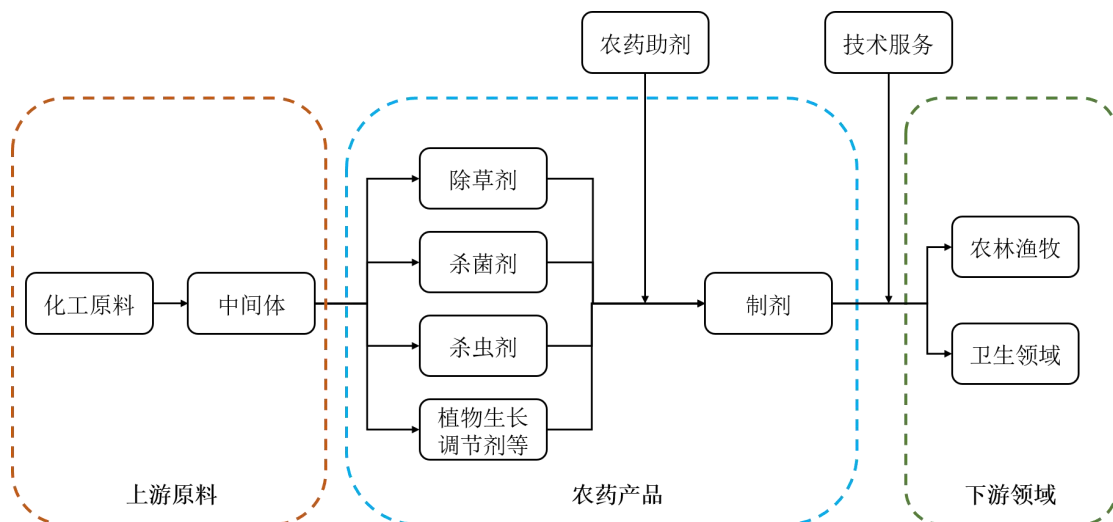 农药助剂
技术服务
除草剂
杀菌剂
农林渔牧
化工原料
中间体
制剂
杀虫剂
卫生领域
植物生长
调节剂等
上游原料
农药产品
下游领域